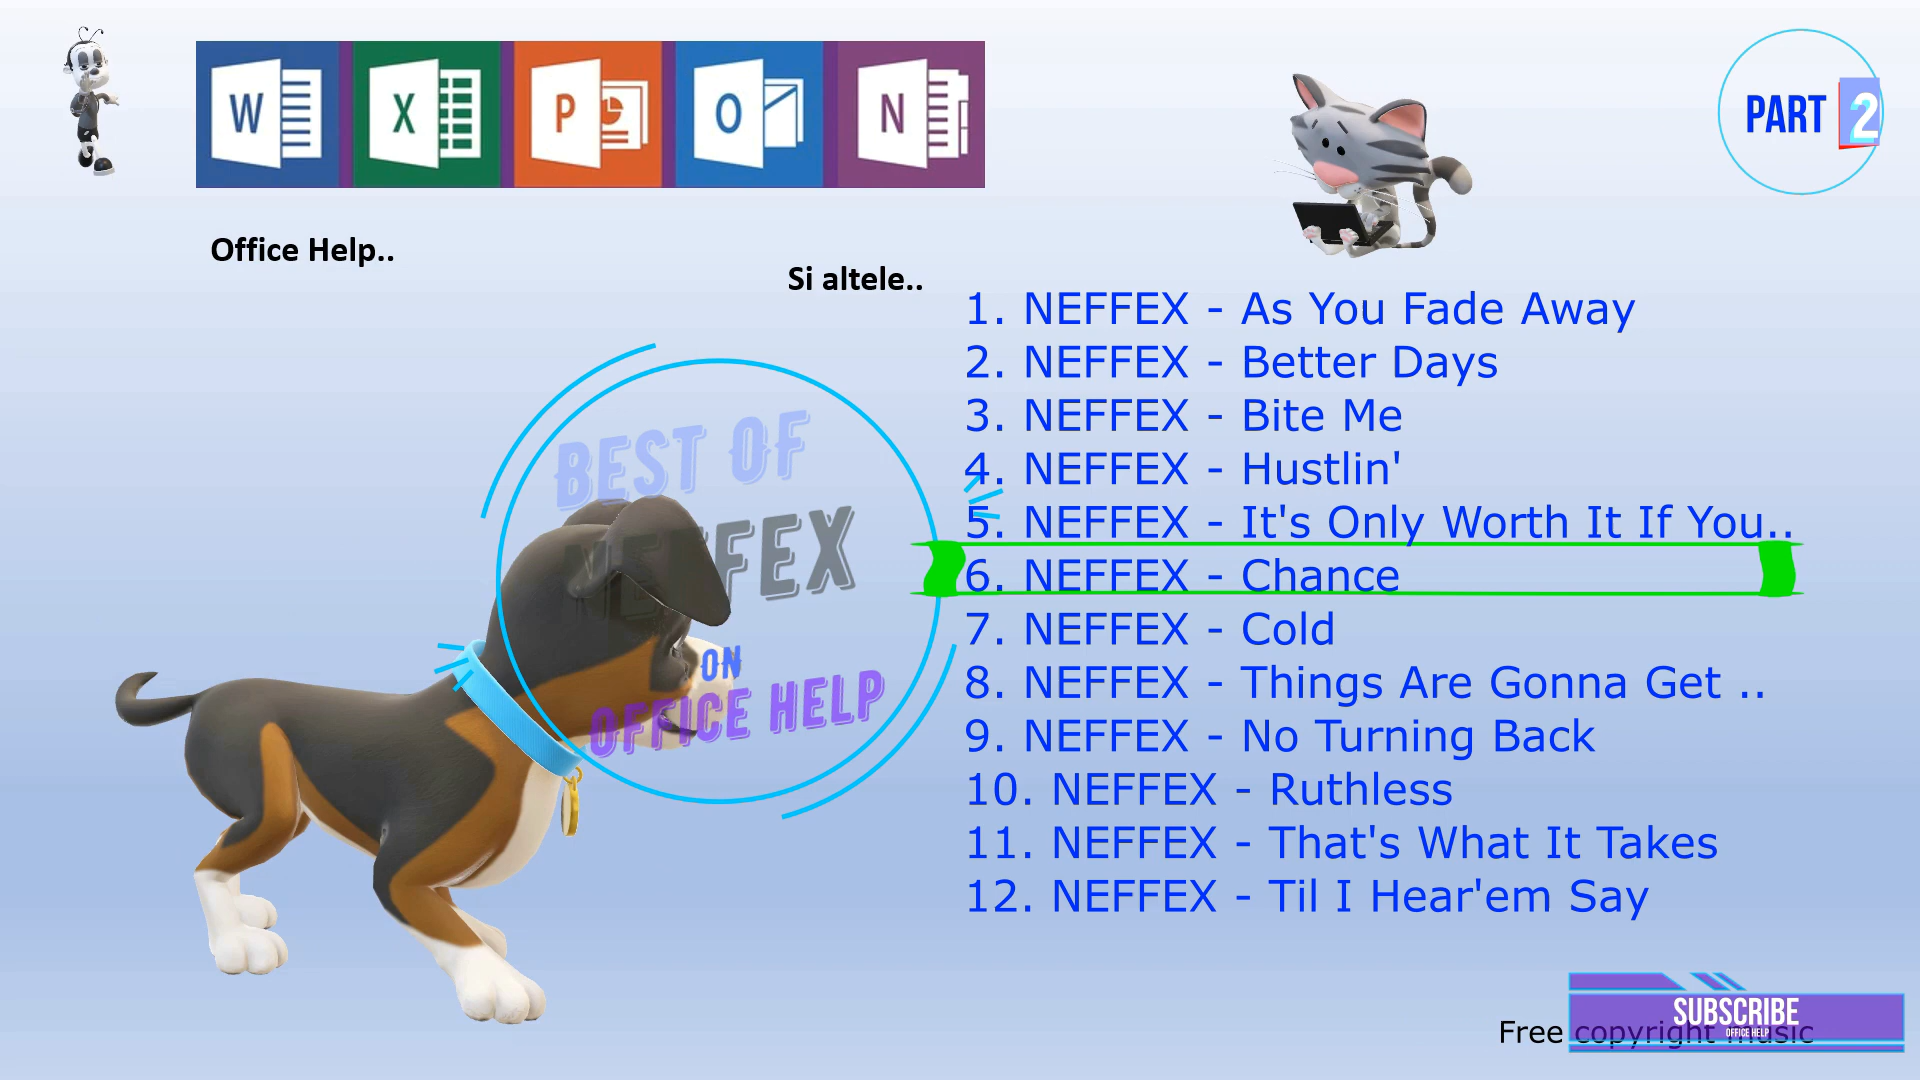 W X P O N
PART 2
Office Help..
Si altele..
BEST OF
NEFFEX
ON
OFFICE HELP
1. NEFFEX - As You Fade Away
2. NEFFEX - Better Days
3. NEFFEX - Bite Me
4. NEFFEX - Hustlin'
5. NEFFEX - It's Only Worth It If You..
6. NEFFEX - Chance
7. NEFFEX - Cold
8. NEFFEX - Things Are Gonna Get ..
9. NEFFEX - No Turning Back
10. NEFFEX - Ruthless
11. NEFFEX - That's What It Takes
12. NEFFEX - Til I Hear'em Say
SUBSCRIBE
OFFICE HELP
Free copyright music